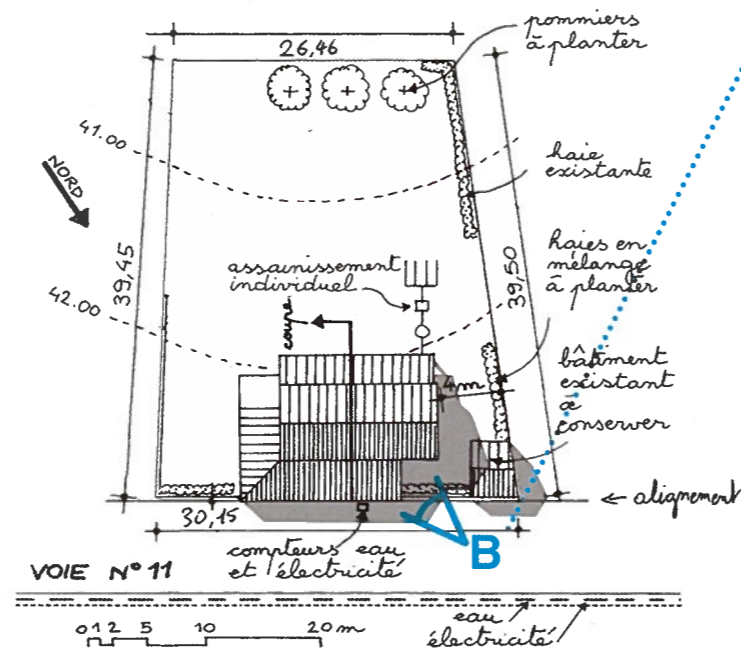 pommiers
à planter
26,46
41.00
NORD
haie
existante
39,45
assainissement
individuel
haies en
mélange
à planter
39,50
42.00
coupe
bâtiment
existant
à
conserver
4 m
← alignement
30,15
compteurs eau
et électricité
B
VOIE N° 11
eau
électricité
0 1 2 5 10 20 m